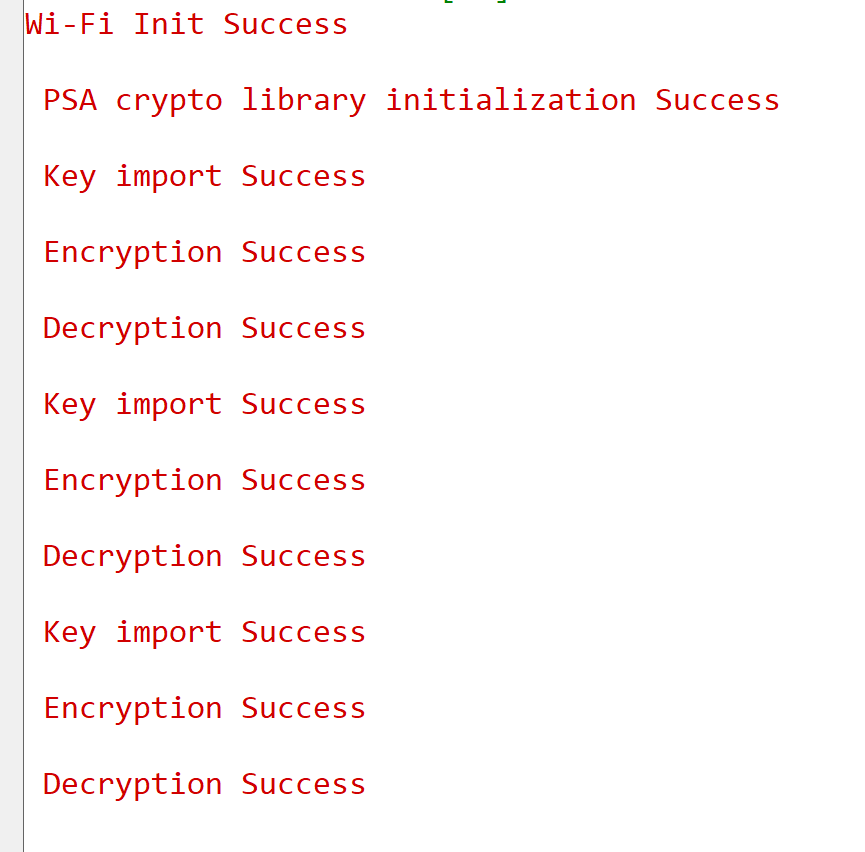 Wi-Fi Init Success
PSA crypto library initialization Success
Key import Success
Encryption Success
Decryption Success
Key import Success
Encryption Success
Decryption Success
Key import Success
Encryption Success
Decryption Success